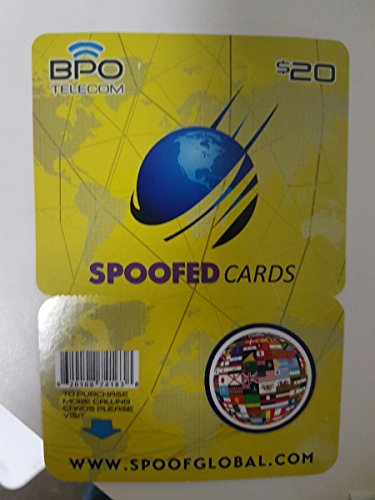 BPO
TELECOM
$20
SPOOFED CARDS
TO PURCHASE
MORE CALLING
CARDS PLEASE
VISIT
WWW.SPOOFGLOBAL.COM